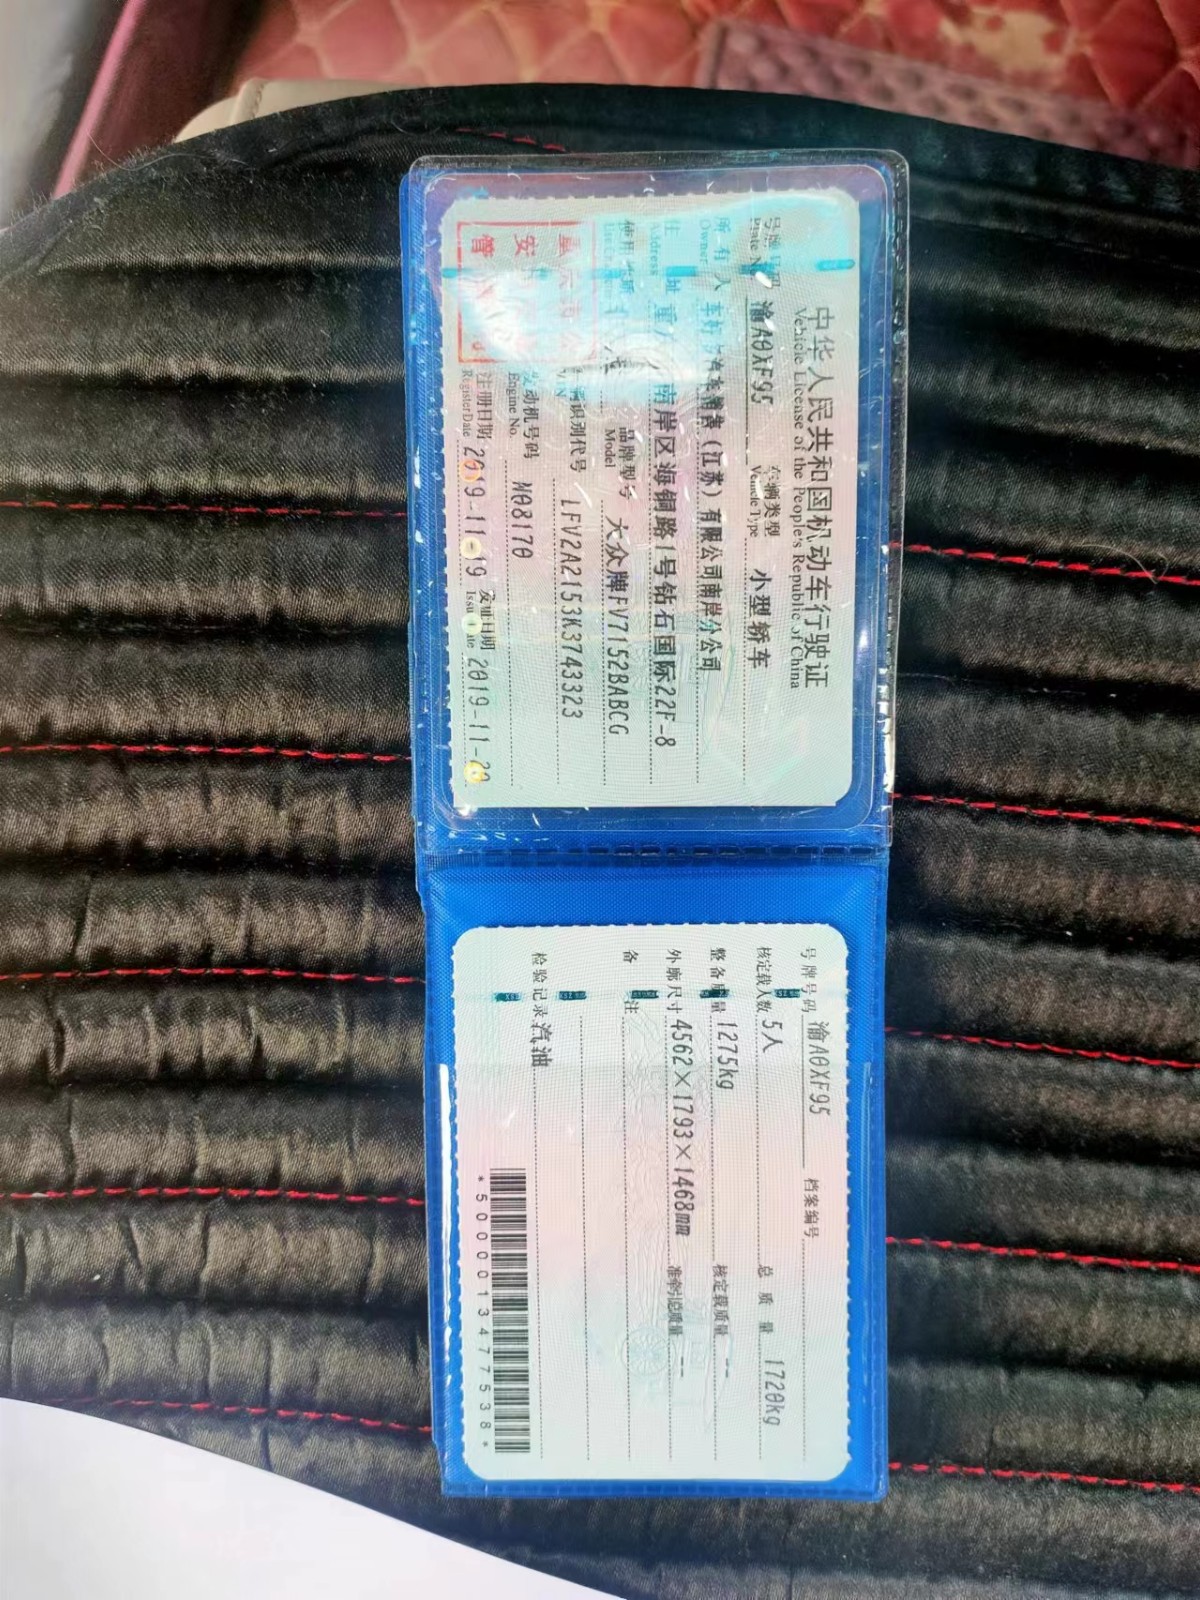 中华人民共和国机动车行驶证
Vehicle License of the People's Republic of China
号牌号码 渝A0XF95 车辆类型 小型轿车
Plate No. Vehicle Type
所有人 车好 汽车销售（江苏）有限公司南岸分公司
Owner
住址 重 南岸区海铜路1号钻石国际22F-8
Address
使用性质 品牌型号 大众牌FV7152BABCG
Model
车辆识别代号 LFV2A2153K3743323
VIN
发动机号码 M08170
Engine No.
注册日期 2019-11-19 发证日期 2019-11-20
Register Date Issue Date
号牌号码 渝A0XF95 档案编号
核定载人数 5人 总质量 1720kg
整备质量 1275kg 核定载质量 --
外廓尺寸 4562×1793×1468mm 准牵引总质量 --
备注
检验记录 汽油
*5000013477538*